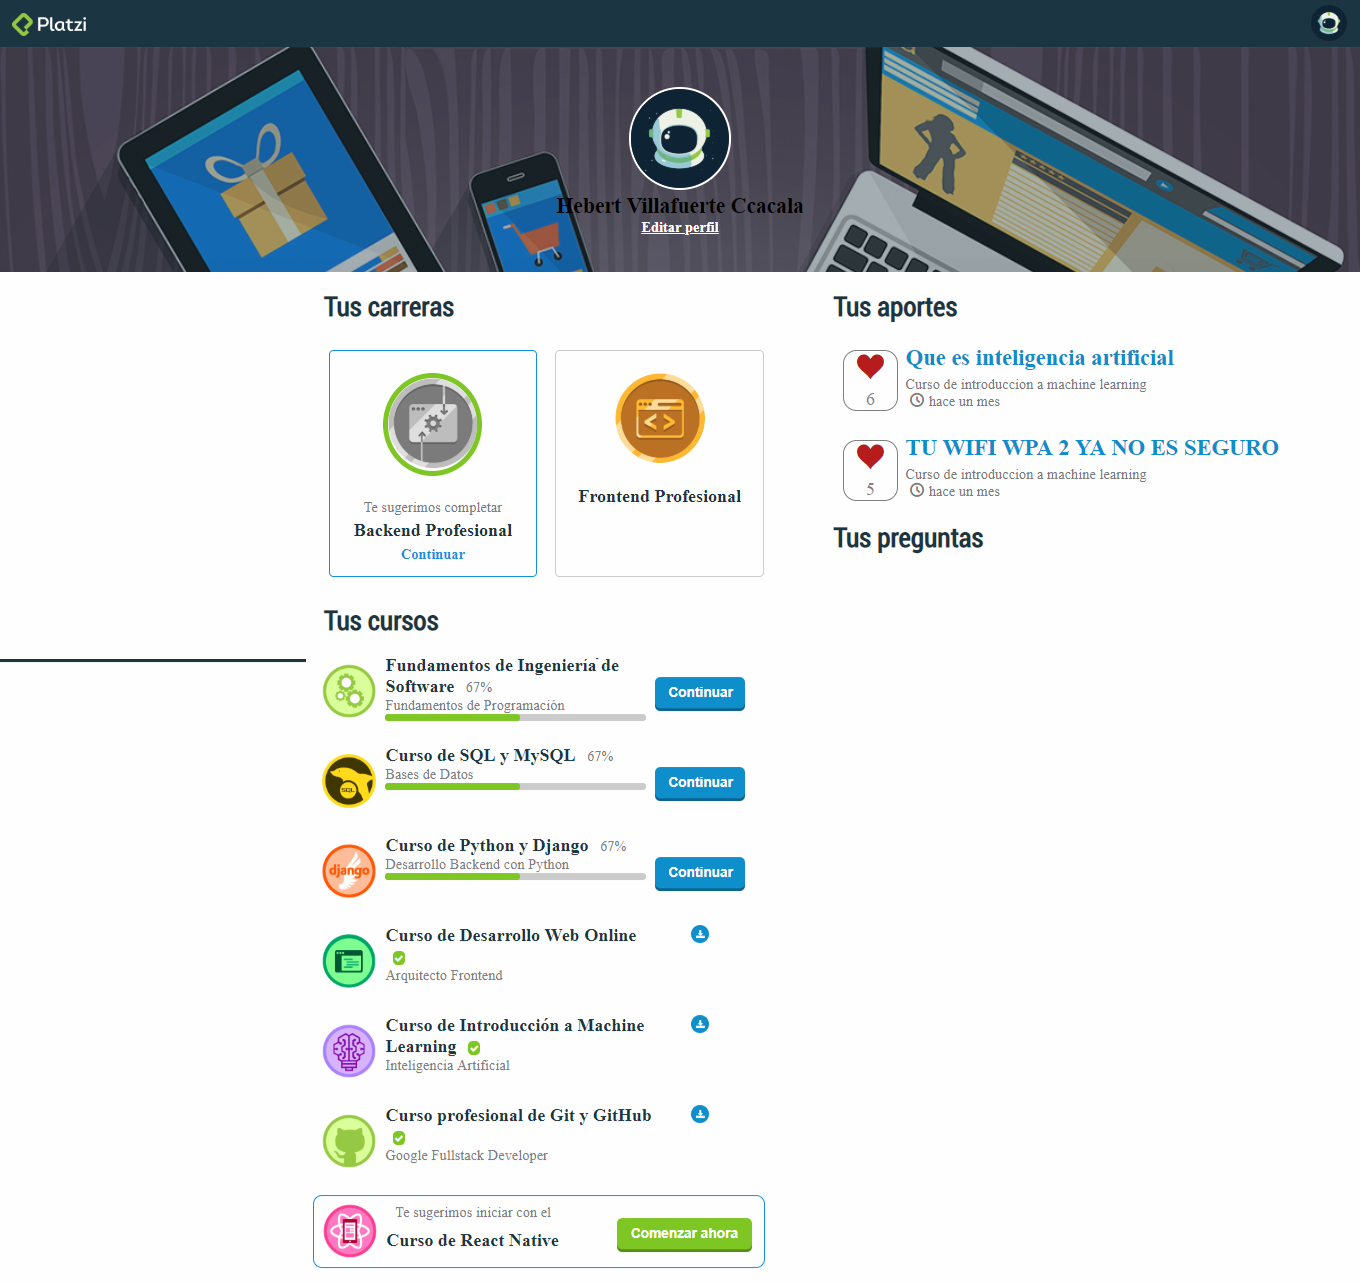 Platzi
Hebert Villafuerte Ccacala
Editar perfil
Tus carreras
Te sugerimos completar
Backend Profesional
Continuar
Frontend Profesional
Tus cursos
Fundamentos de Ingeniería de
Software 67%
Fundamentos de Programación
Continuar
Curso de SQL y MySQL 67%
Bases de Datos
SQL
Continuar
Curso de Python y Django 67%
Desarrollo Backend con Python
django
Continuar
Curso de Desarrollo Web Online
Arquitecto Frontend
Curso de Introducción a Machine
Learning
Inteligencia Artificial
Curso profesional de Git y GitHub
Google Fullstack Developer
Te sugerimos iniciar con el
Curso de React Native
Comenzar ahora
Tus aportes
6
Que es inteligencia artificial
Curso de introduccion a machine learning
hace un mes
5
TU WIFI WPA 2 YA NO ES SEGURO
Curso de introduccion a machine learning
hace un mes
Tus preguntas